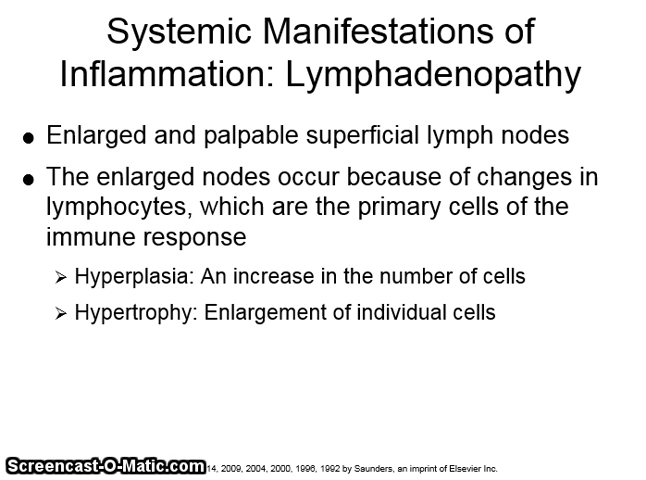 Systemic Manifestations of
Inflammation: Lymphadenopathy
● Enlarged and palpable superficial lymph nodes
● The enlarged nodes occur because of changes in
lymphocytes, which are the primary cells of the
immune response
➢ Hyperplasia: An increase in the number of cells
➢ Hypertrophy: Enlargement of individual cells
Screencast-O-Matic.com 14, 2009, 2004, 2000, 1996, 1992 by Saunders, an imprint of Elsevier Inc.